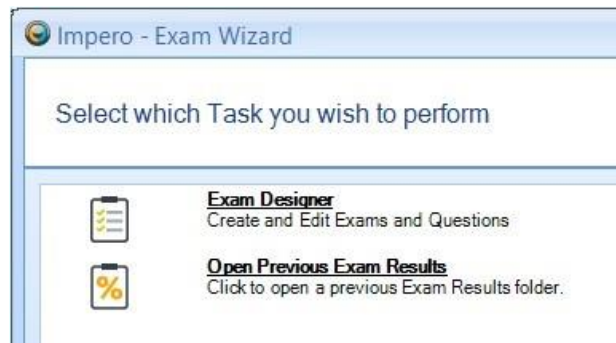 Impero - Exam Wizard
Select which Task you wish to perform
Exam Designer
Create and Edit Exams and Questions
Open Previous Exam Results
%
Click to open a previous Exam Results folder.